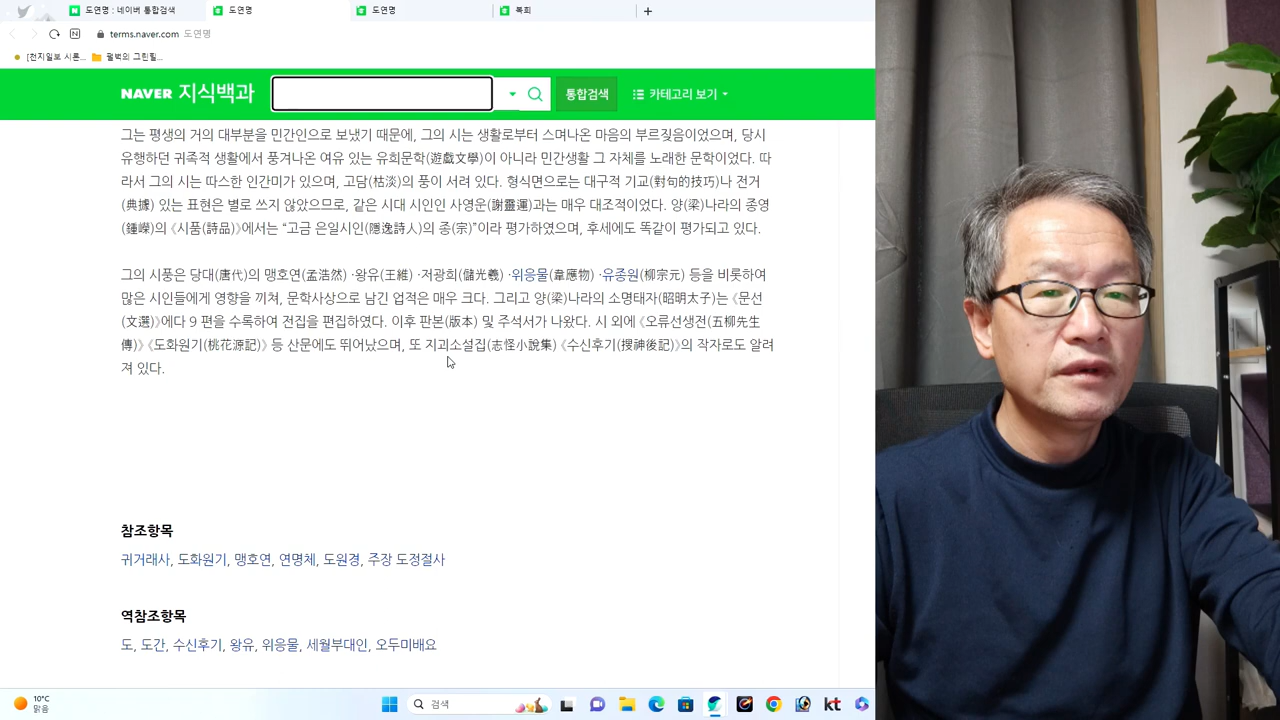 도연명 : 네이버 통합검색
도연명
도연명
복희
terms.naver.com 도연명
[천지일보 시론...
펄벅의 그린힐...
NAVER 지식백과
통합검색
카테고리 보기
그는 평생의 거의 대부분을 민간인으로 보냈기 때문에, 그의 시는 생활로부터 스며나온 마음의 부르짖음이었으며, 당시
유행하던 귀족적 생활에서 풍겨나온 여유 있는 유희문학(遊戱文學)이 아니라 민간생활 그 자체를 노래한 문학이었다. 따
라서 그의 시는 따스한 인간미가 있으며, 고담(枯淡)의 풍이 서려 있다. 형식면으로는 대구적 기교(對句的技巧)나 전거
(典據) 있는 표현은 별로 쓰지 않았으므로, 같은 시대 시인인 사영운(謝靈運)과는 매우 대조적이었다. 양(梁)나라의 종영
(鍾嶸)의 《시품(詩品)》에서는 “고금 은일시인(隱逸詩人)의 종(宗)”이라 평가하였으며, 후세에도 똑같이 평가되고 있다.
그의 시풍은 당대(唐代)의 맹호연(孟浩然) ·왕유(王維) ·저광희(儲光羲) ·위응물(韋應物) ·유종원(柳宗元) 등을 비롯하여
많은 시인들에게 영향을 끼쳐, 문학사상으로 남긴 업적은 매우 크다. 그리고 양(梁)나라의 소명태자(昭明太子)는 《문선
(文選)》에다 9 편을 수록하여 전집을 편집하였다. 이후 판본(版本) 및 주석서가 나왔다. 시 외에 《오류선생전(五柳先生
傳)》 《도화원기(桃花源記)》 등 산문에도 뛰어났으며, 또 지괴소설집(志怪小說集) 《수신후기(搜神後記)》의 작자로도 알려
져 있다.
참조항목
귀거래사, 도화원기, 맹호연, 연명체, 도원경, 주장 도정절사
역참조항목
도, 도간, 수신후기, 왕유, 위응물, 세월부대인, 오두미배요
10℃
맑음
검색
kt